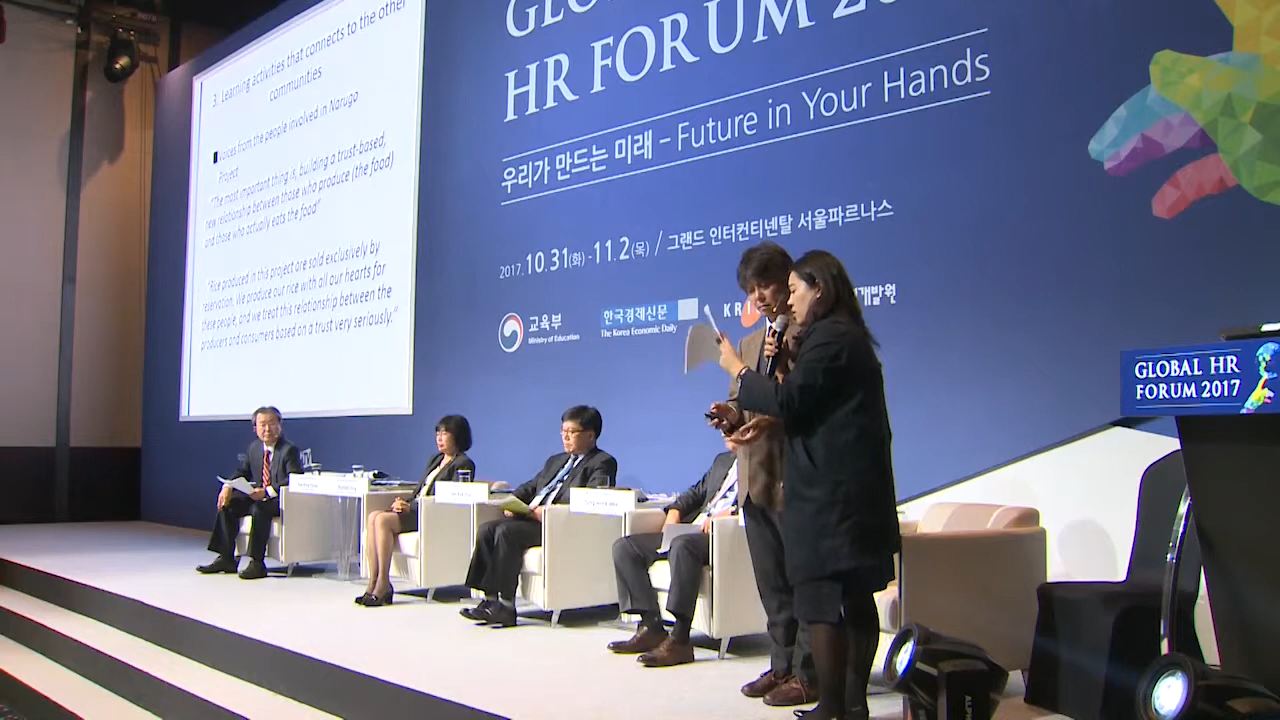 3. Learning activities that connects to the other
communities
Voices from the people involved in Narugo
Project
"The most important thing is, building a trust-based,
new relationship between those who produce (the food)
and those who actually eats the food"
"Rice produced in this project are sold exclusively by
reservation. We produce our rice with all our hearts for
these people, and we treat this relationship between the
producers and consumers based on a trust very seriously."
HR FORUM
우리가 만드는 미래 - Future in Your Hands
2017. 10.31(화) - 11.2(목) / 그랜드 인터컨티넨탈 서울파르나스
교육부
Ministry of Education
한국경제신문
The Korea Economic Daily
GLOBAL HR
FORUM 2017